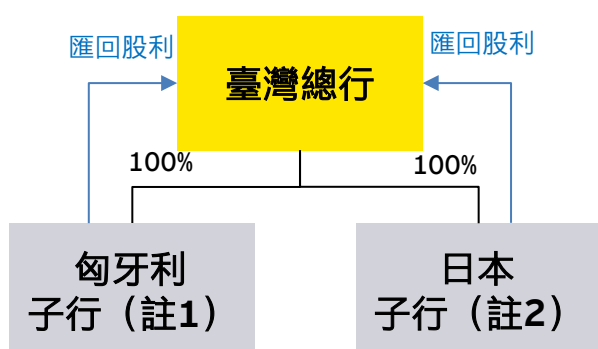 匯回股利
匯回股利
臺灣總行
100%
100%
匈牙利
子行（註1）
日本
子行（註2）